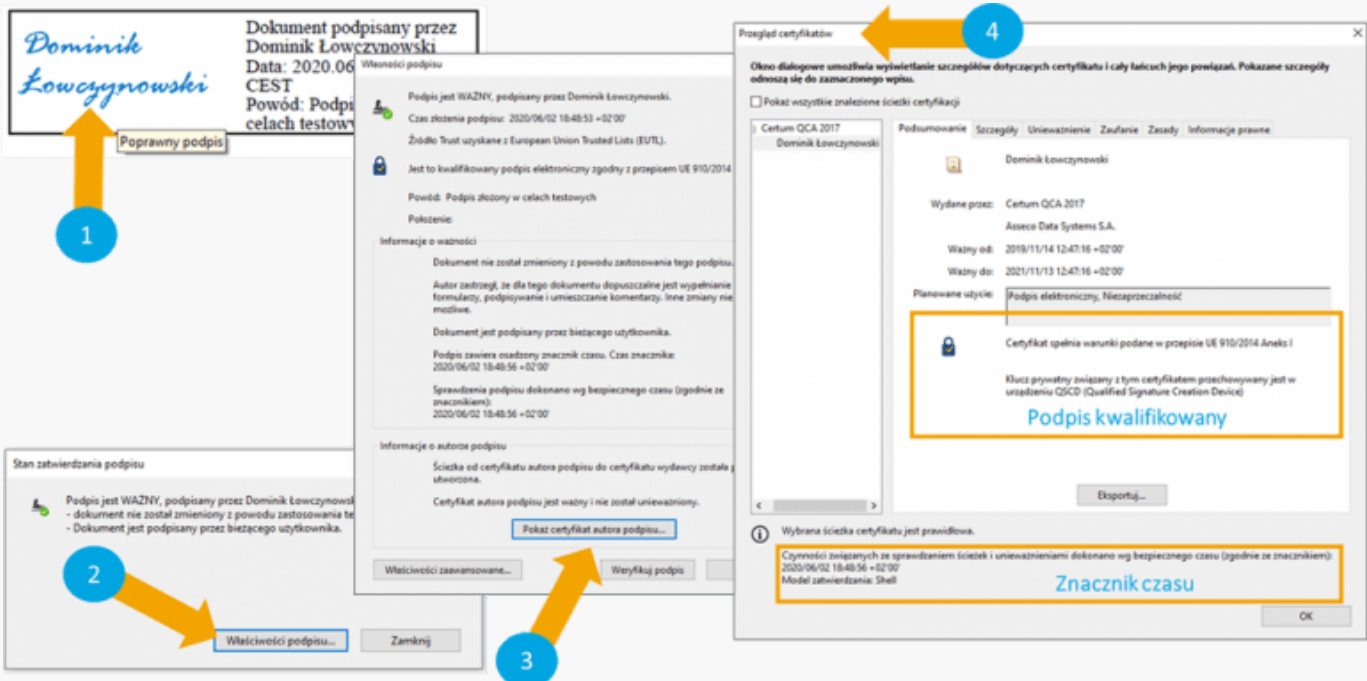 Dominik
Łowczynowski
Dokument podpisany przez
Dominik Łowczynowski
Data: 2020.06
CEST
Powód: Podpi
celach testow
Poprawny podpis
1
Stan zatwierdzania podpisu
Podpis jest WAŻNY, podpisany przez Dominik Łowczynowsk
- dokument nie został zmieniony z powodu zastosowania te
- Dokument jest podpisany przez bieżącego użytkownika.
2
Właściwości podpisu...
Zamknij
Własności podpisu
Podpis jest WAŻNY, podpisany przez Dominik Łowczynowski.
Czas złożenia podpisu: 2020/06/02 18:48:53 +02'00'
Źródło Trust uzyskane z European Union Trusted Lists (EUTL).
Jest to kwalifikowany podpis elektroniczny zgodny z przepisem UE 910/2014
Powód: Podpis złożony w celach testowych
Położenie:
Informacje o ważności
Dokument nie został zmieniony z powodu zastosowania tego podpisu.
Autor zastrzegł, że dla tego dokumentu dopuszczalne jest wypełnianie
formularzy, podpisywanie i umieszczanie komentarzy. Inne zmiany nie
możliwe.
Dokument jest podpisany przez bieżącego użytkownika.
Podpis zawiera osadzony znacznik czasu. Czas znacznika:
2020/06/02 18:48:56 +02'00'
Sprawdzenia podpisu dokonano wg bezpiecznego czasu (zgodnie ze
znacznikiem):
2020/06/02 18:48:56 +02'00'
Informacje o autorze podpisu
Ścieżka od certyfikatu autora podpisu do certyfikatu wydawcy została p
utworzona.
Certyfikat autora podpisu jest ważny i nie został unieważniony.
Pokaż certyfikat autora podpisu...
Właściwości zaawansowane...
Weryfikuj podpis
3
Przegląd certyfikatów
4
Okno dialogowe umożliwia wyświetlanie szczegółów dotyczących certyfikatu i cały łańcuch jego powiązań. Pokazane szczegóły
odnoszą się do zaznaczonego wpisu.
Pokaż wszystkie znalezione ścieżki certyfikacji
Certum QCA 2017
Dominik Łowczynowski
Podsumowanie Szczegóły Unieważnienie Zaufanie Zasady Informacje prawne
Dominik Łowczynowski
Wydane przez: Certum QCA 2017
Asseco Data Systems S.A.
Ważny od: 2019/11/14 12:47:16 +02'00'
Ważny do: 2021/11/13 12:47:16 +02'00'
Planowane użycie: Podpis elektroniczny, Niezaprzeczalność
Certyfikat spełnia warunki podane w przepisie UE 910/2014 Aneks I
Klucz prywatny związany z tym certyfikatem przechowywany jest w
urządzeniu QSCD (Qualified Signature Creation Device)
Podpis kwalifikowany
Eksportuj...
Wybrana ścieżka certyfikatu jest prawidłowa.
Czynności związanych ze sprawdzaniem ścieżek i unieważnieniami dokonano wg bezpiecznego czasu (zgodnie ze znacznikiem):
2020/06/02 18:48:56 +02'00'
Model zatwierdzania: Shell
Znacznik czasu
OK